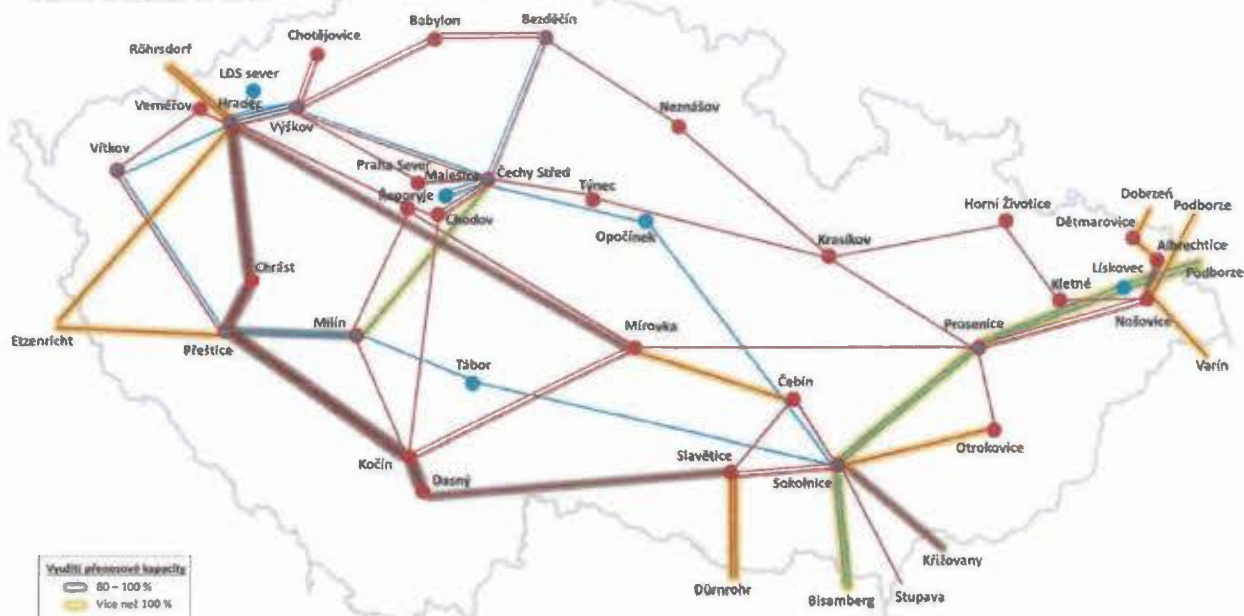 Babylon
Bezděčín
Chotějovice
Röhrsdorf
LDS sever
Vernéřov
Hradec
Výškov
Neznášov
Vítkov
Praha Sever
Malešice
Čechy Střed
Řeporyje
Chodov
Týnec
Opočínek
Horní Životice
Dobrzeń
Dětmarovice
Podborze
Albrechtice
Krasíkov
Lískovec
Podborze
Kletné
Nošovice
Chrást
Etzenricht
Přeštice
Milín
Mírovka
Prosenice
Varín
Tábor
Čebín
Otrokovice
Kočín
Slavětice
Sokolnice
Dasný
Křižovany
Dürnrohr
Bisamberg
Stupava
Využití přenosové kapacity
80 – 100 %
Více než 100 %